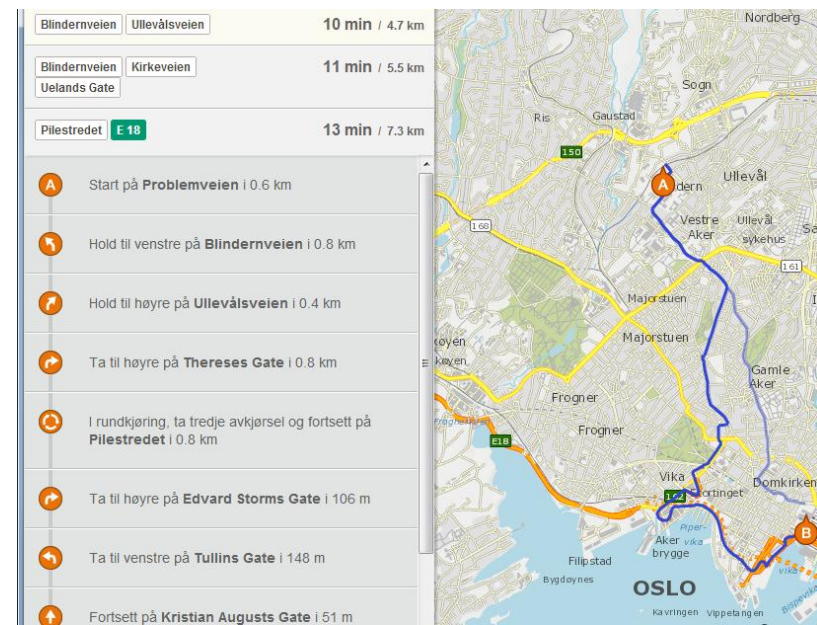 Blindernveien Ullevålsveien 10 min / 4.7 km
Blindernveien Kirkeveien 11 min / 5.5 km
Uelands Gate
Pilestredet E 18 13 min / 7.3 km
A Start på Problemveien i 0.6 km
Hold til venstre på Blindernveien i 0.8 km
Hold til høyre på Ullevålsveien i 0.4 km
Ta til høyre på Thereses Gate i 0.8 km
I rundkjøring, ta tredje avkjørsel og fortsett på
Pilestredet i 0.8 km
Ta til høyre på Edvard Storms Gate i 106 m
Ta til venstre på Tullins Gate i 148 m
Fortsett på Kristian Augusts Gate i 51 m
Nordberg
Sogn
Ris
Gaustad
150
A
dern
Ullevål
168
Vestre
Aker
Ullevål
sykehus
161
Majorstuen
Majorstuen
Gamle
Aker
Frogner
Frogner
E18
Vika
162
Domkirken
B
Piper-
vika
Aker
brygge
Filipstad
Bygdøynes
OSLO
vika
Bispevika
Kavringen
Vippetangen